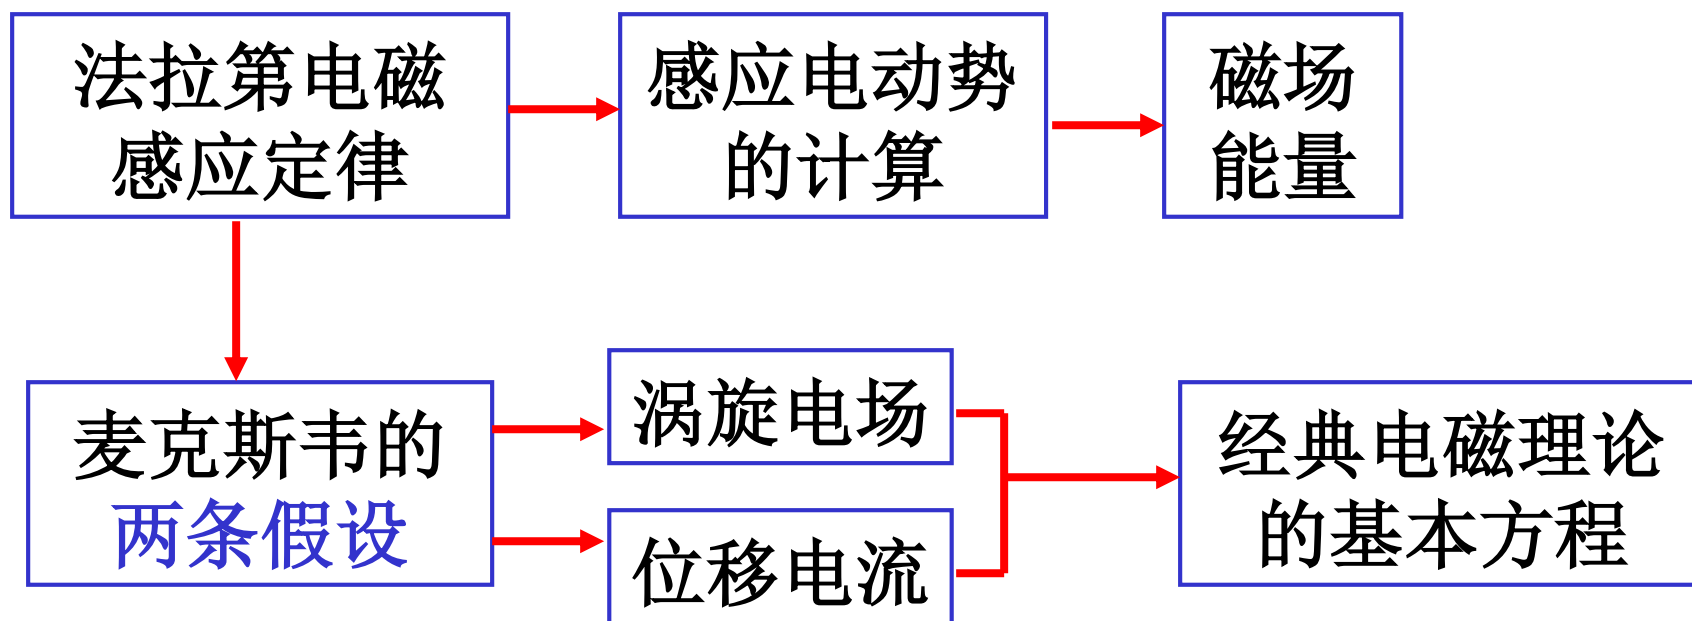 法拉第电磁
感应定律
感应电动势
的计算
磁场
能量
麦克斯韦的
两条假设
涡旋电场
位移电流
经典电磁理论
的基本方程